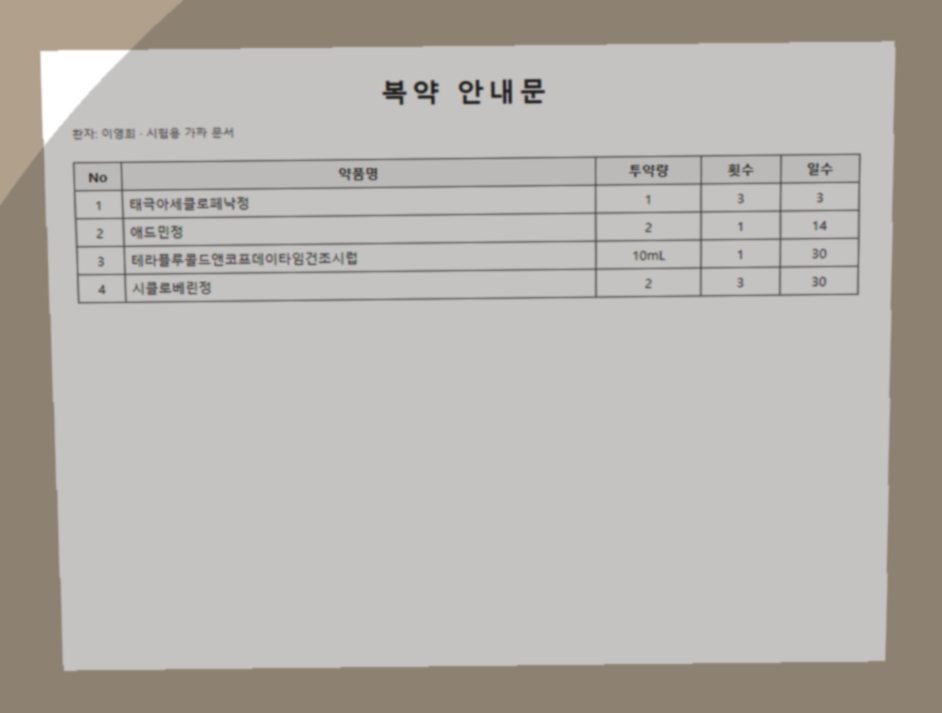 복약 안내문
환자: 이영희 · 시험용 가짜 문서
No 약품명 투약량 횟수 일수
1 태극아세클로페낙정 1 3 3
2 애드민정 2 1 14
3 테라플루콜드앤코프데이타임건조시럽 10mL 1 30
4 시클로베린정 2 3 30